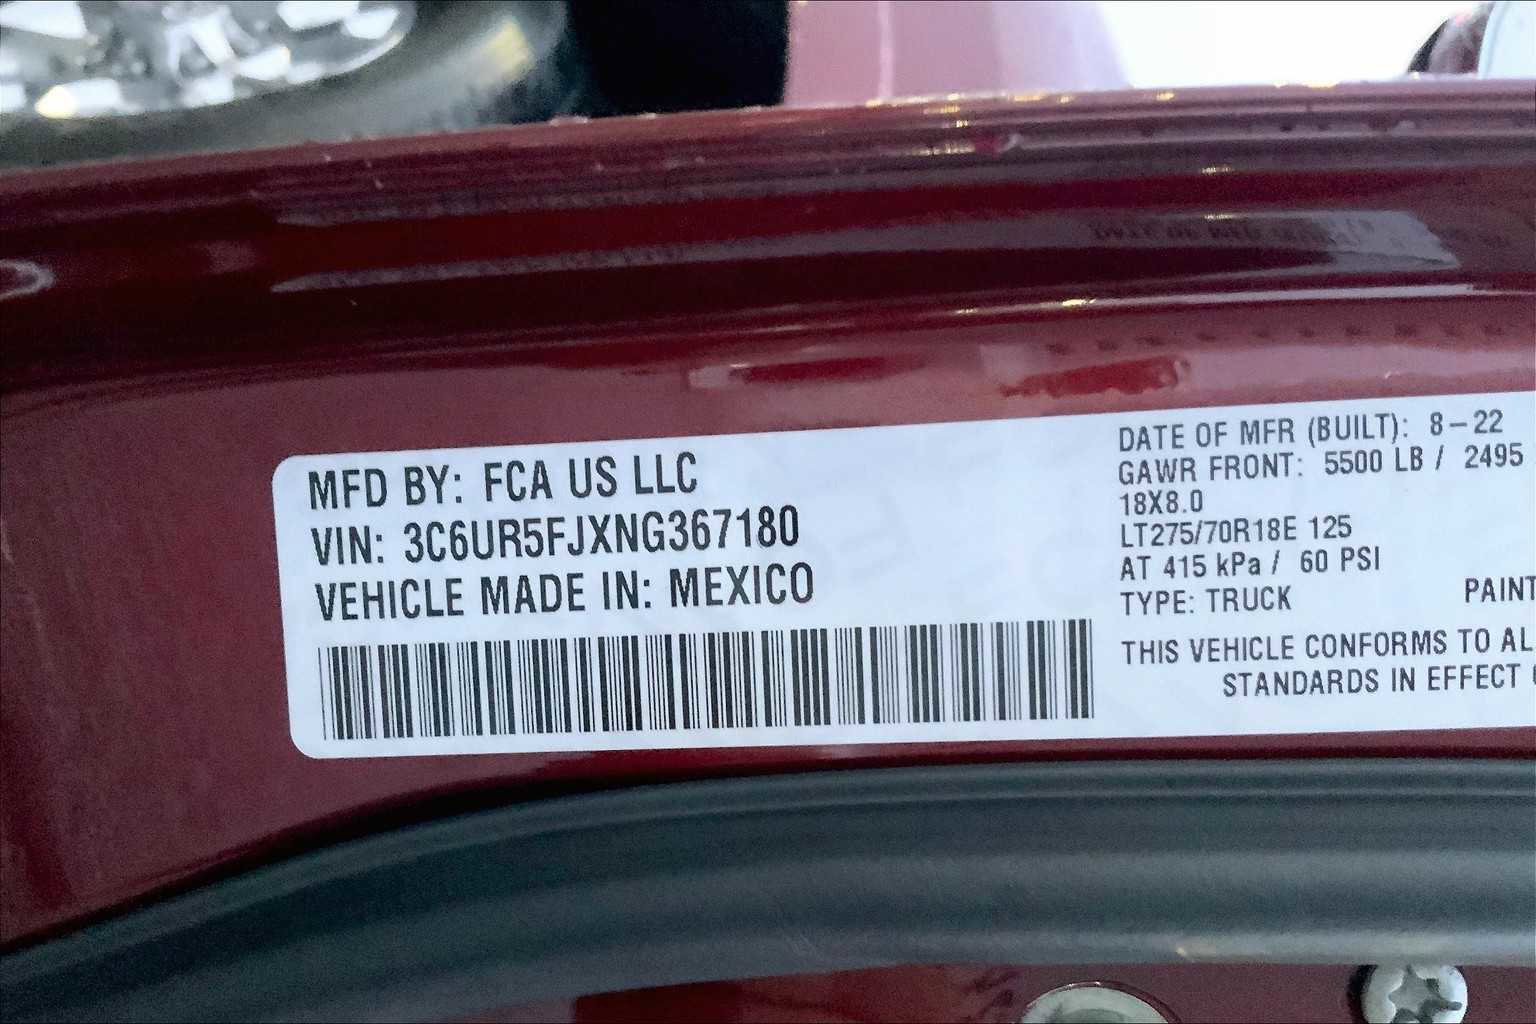 MFD BY: FCA US LLC
VIN: 3C6UR5FJXNG367180
VEHICLE MADE IN: MEXICO
DATE OF MFR (BUILT): 8-22
GAWR FRONT: 5500 LB / 2495
18X8.0
LT275/70R18E 125
AT 415 kPa / 60 PSI
TYPE: TRUCK PAINT
THIS VEHICLE CONFORMS TO AL
STANDARDS IN EFFECT